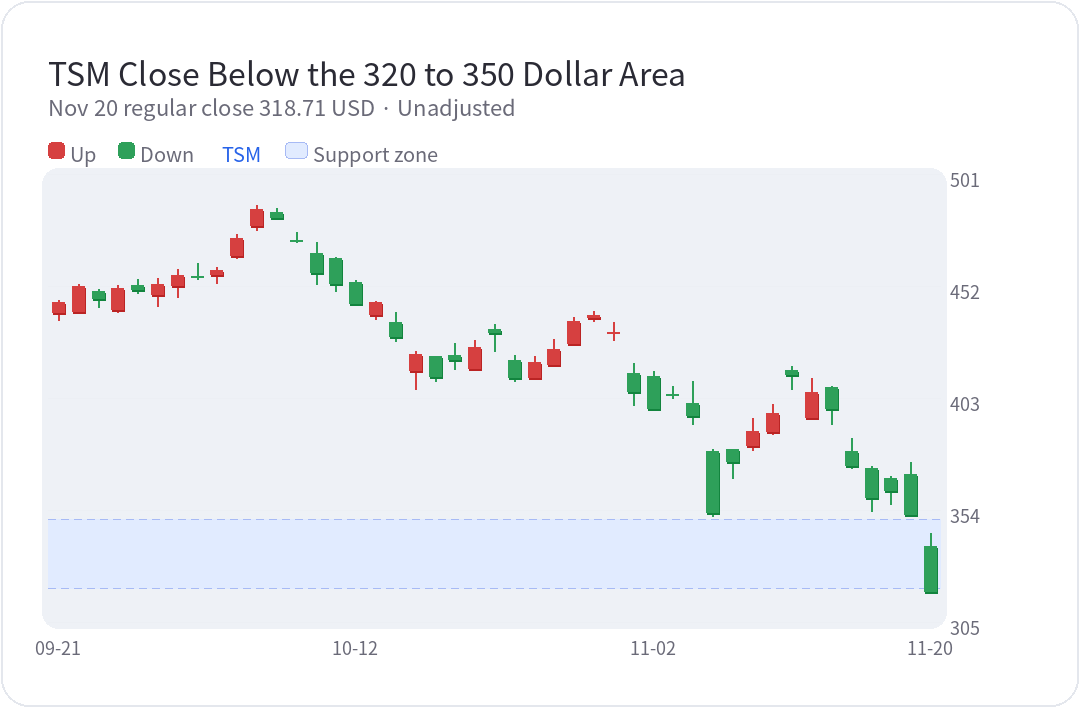 TSM Close Below the 320 to 350 Dollar Area
Nov 20 regular close 318.71 USD · Unadjusted
Up Down TSM Support zone
501
452
403
354
305
09-21 10-12 11-02 11-20